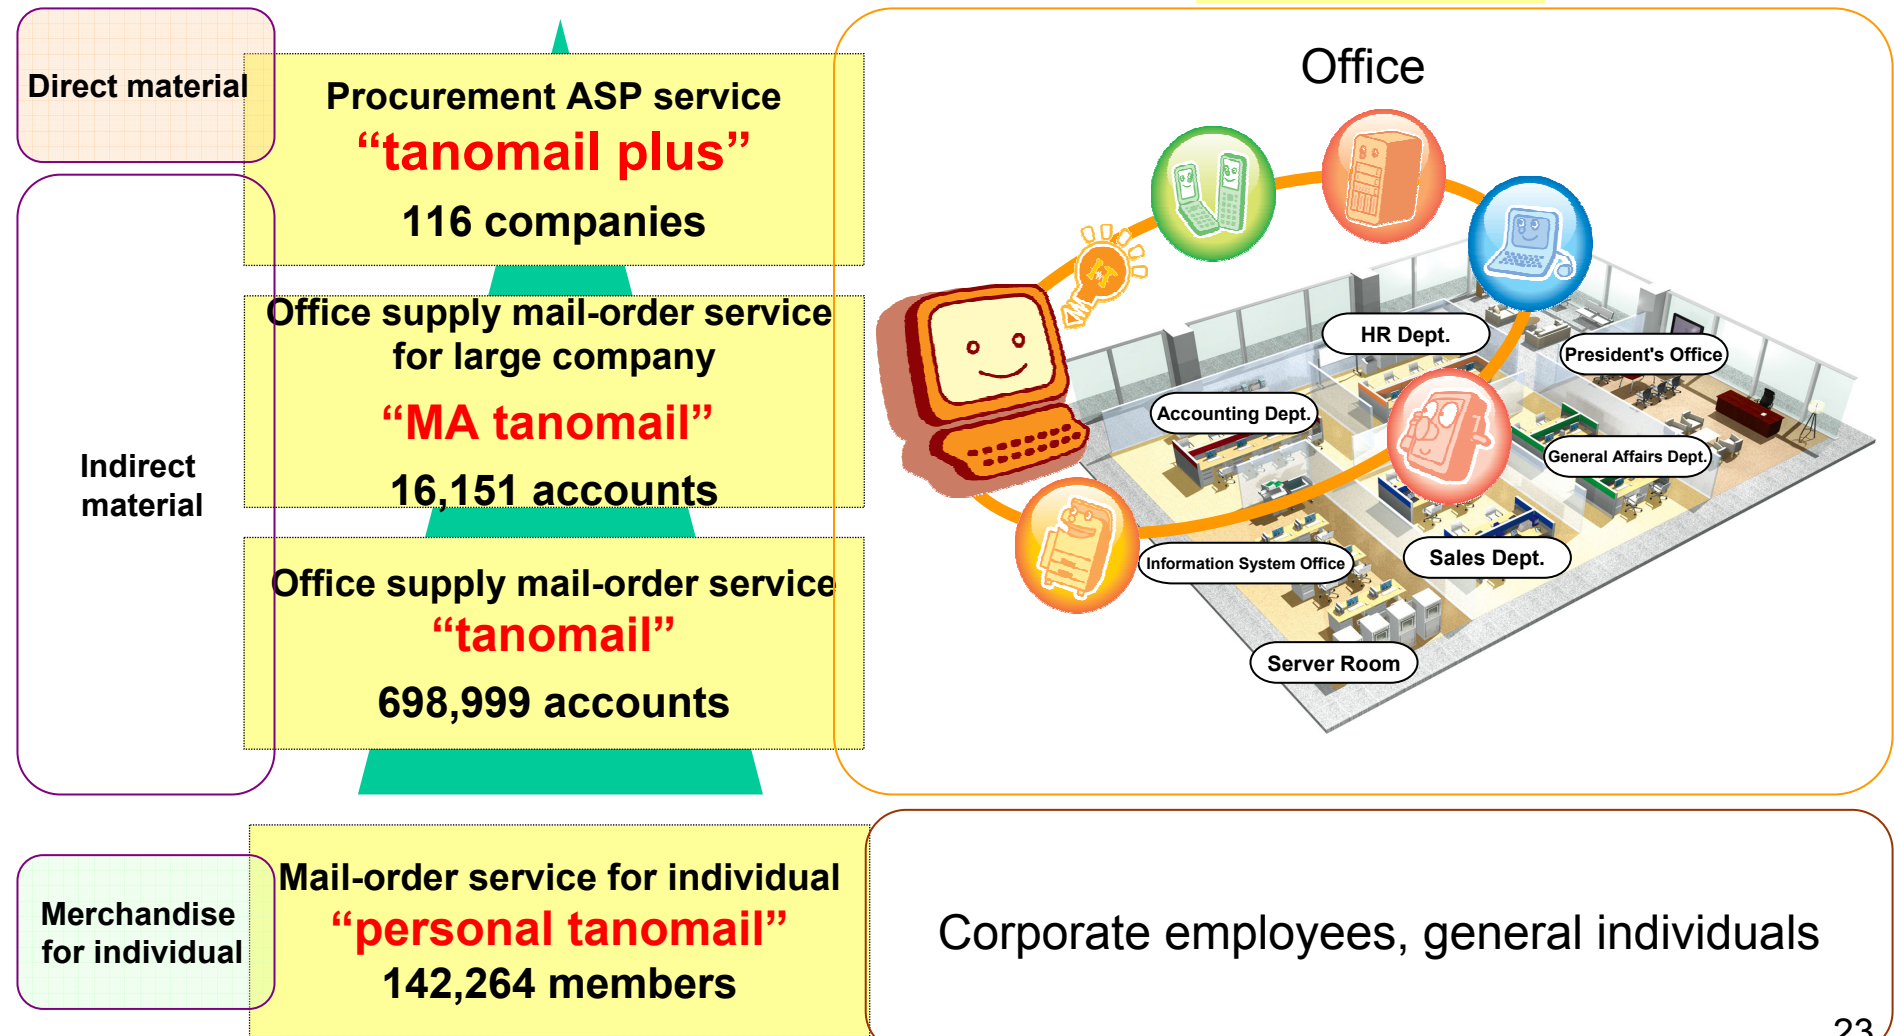 Direct material
Procurement ASP service
“tanomail plus”
116 companies
Indirect
material
Office supply mail-order service
for large company
“MA tanomail”
16,151 accounts
Office supply mail-order service
“tanomail”
698,999 accounts
Merchandise
for individual
Mail-order service for individual
“personal tanomail”
142,264 members
Office
IT
HR Dept.
President's Office
Accounting Dept.
General Affairs Dept.
Information System Office
Sales Dept.
Server Room
Corporate employees, general individuals
23